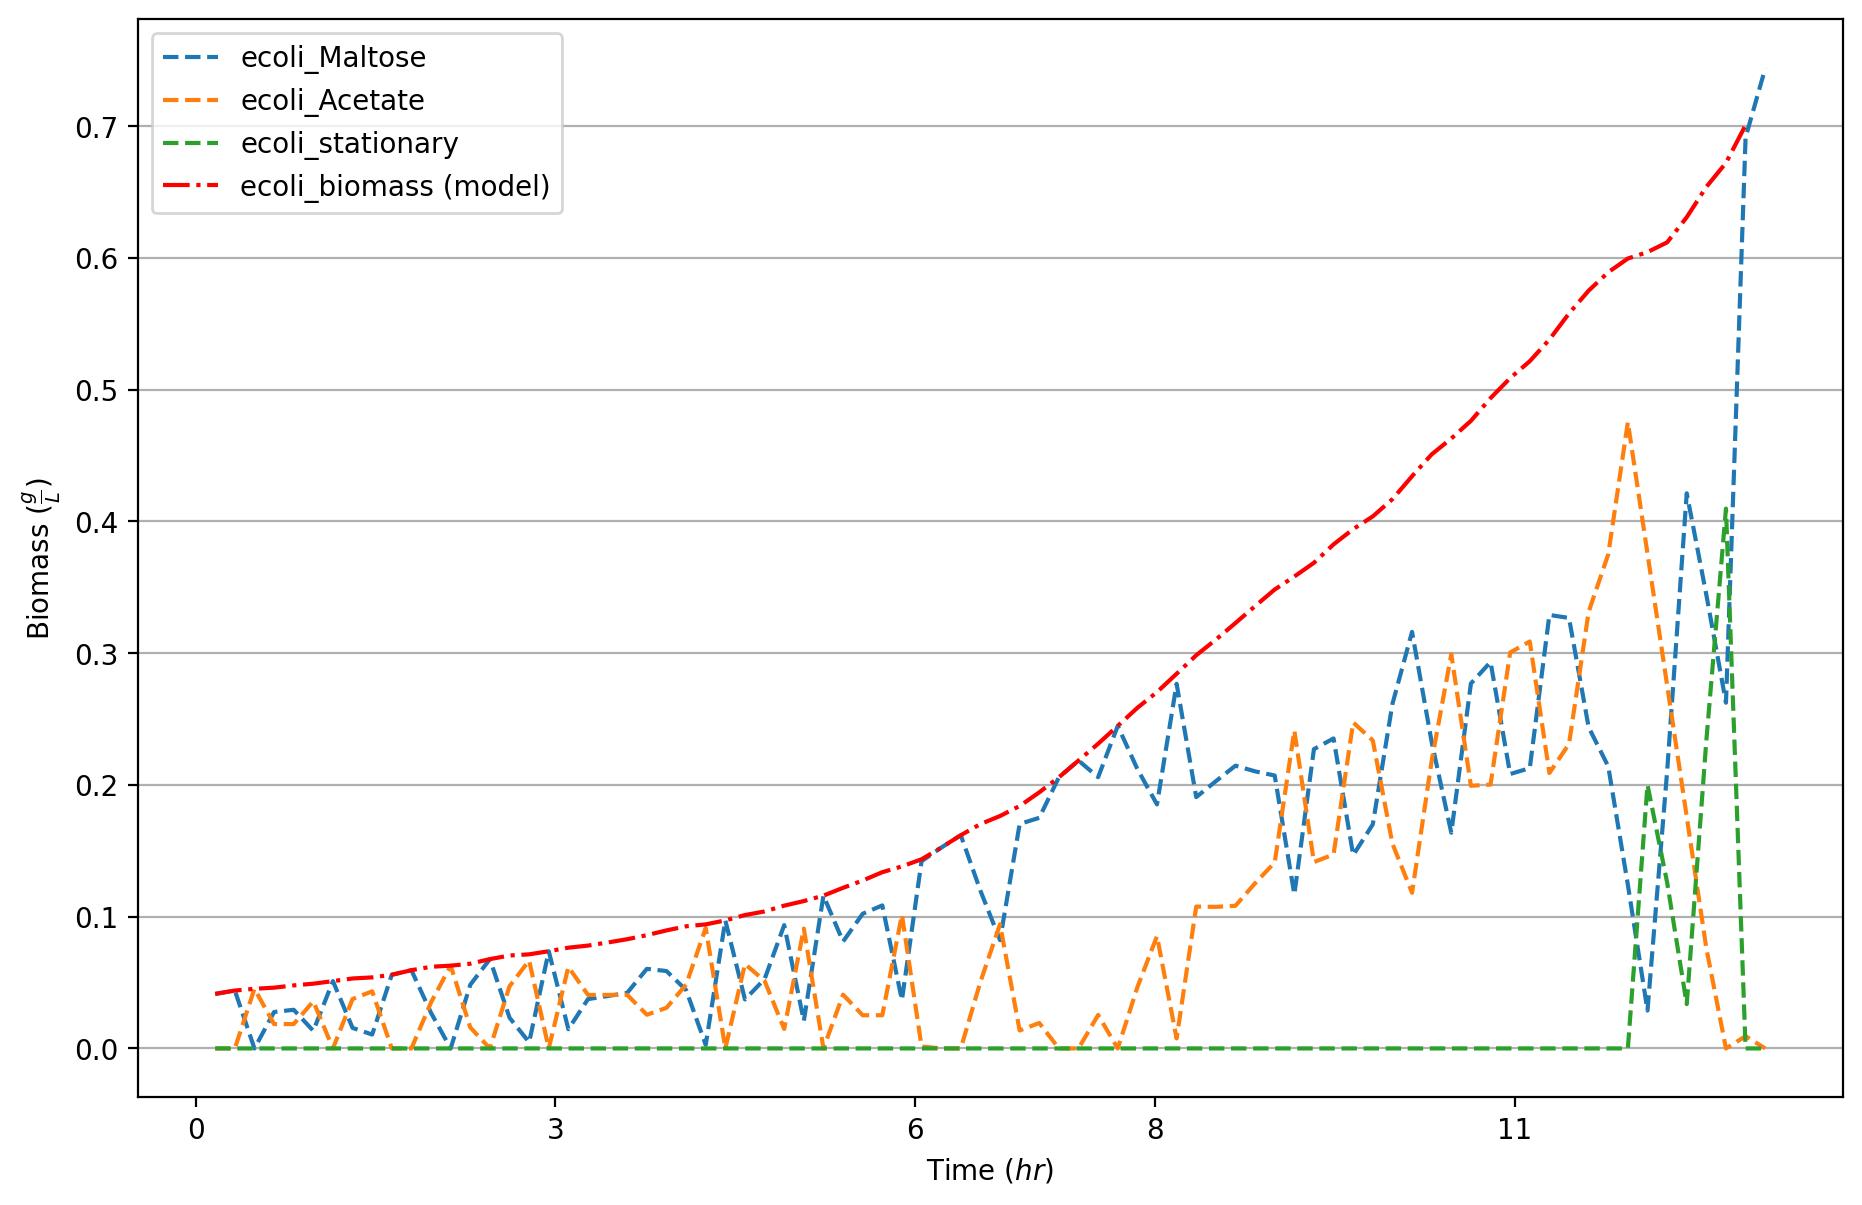 ecoli_Maltose
ecoli_Acetate
ecoli_stationary
ecoli_biomass (model)
0.7
0.6
0.5
0.4
0.3
0.2
0.1
0.0
Biomass (g/L)
0 3 6 8 11
Time (hr)